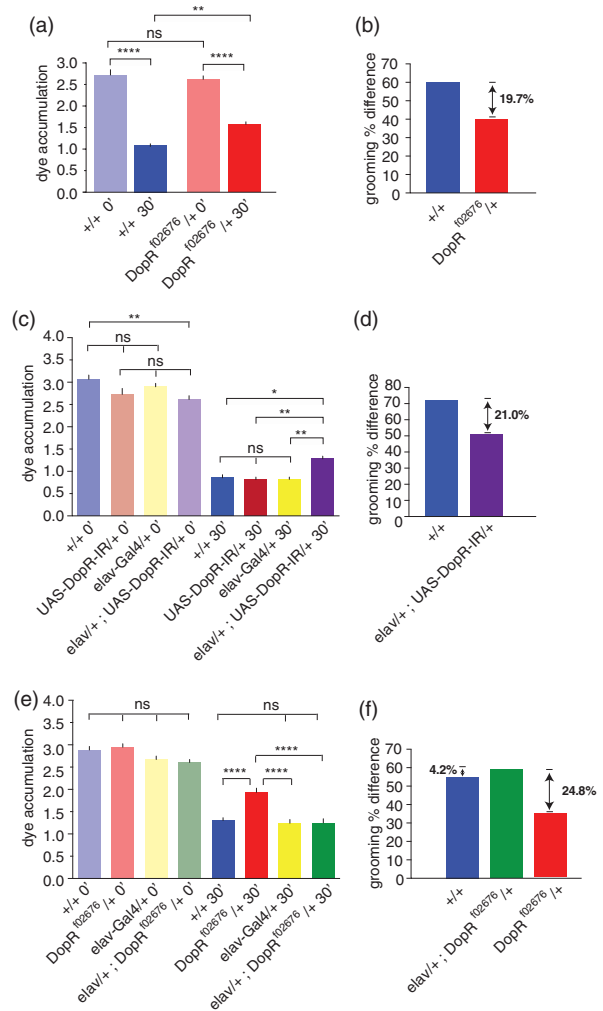 (a)
**
ns
****
****
dye accumulation
3.0
2.5
2.0
1.5
1.0
0.5
0.0
+/+ 0'
+/+ 30'
DopR f02676 /+ 0'
DopR f02676 /+ 30'
(b)
grooming % difference
70
60
50
40
30
20
10
0
19.7%
+/+
DopR f02676 /+
(c)
**
ns
ns
*
**
**
ns
dye accumulation
4.0
3.5
3.0
2.5
2.0
1.5
1.0
0.5
0.0
+/+ 0'
UAS-DopR-IR/+ 0'
elav-Gal4/+ 0'
elav/+ ; UAS-DopR-IR/+ 0'
+/+ 30'
UAS-DopR-IR/+ 30'
elav-Gal4/+ 30'
elav/+ ; UAS-DopR-IR/+ 30'
(d)
grooming % difference
80
70
60
50
40
30
20
10
0
21.0%
+/+
elav/+ ; UAS-DopR-IR/+
(e)
ns
ns
****
****
****
dye accumulation
4.0
3.5
3.0
2.5
2.0
1.5
1.0
0.5
0.0
+/+ 0'
DopR f02676 /+ 0'
elav-Gal4/+ 0'
elav/+ ; DopR f02676 /+ 0'
+/+ 30'
DopR f02676 /+ 30'
elav-Gal4/+ 30'
elav/+ ; DopR f02676 /+ 30'
(f)
grooming % difference
80
70
60
50
40
30
20
10
0
4.2%
24.8%
+/+
elav/+ ; DopR f02676 /+
DopR f02676 /+